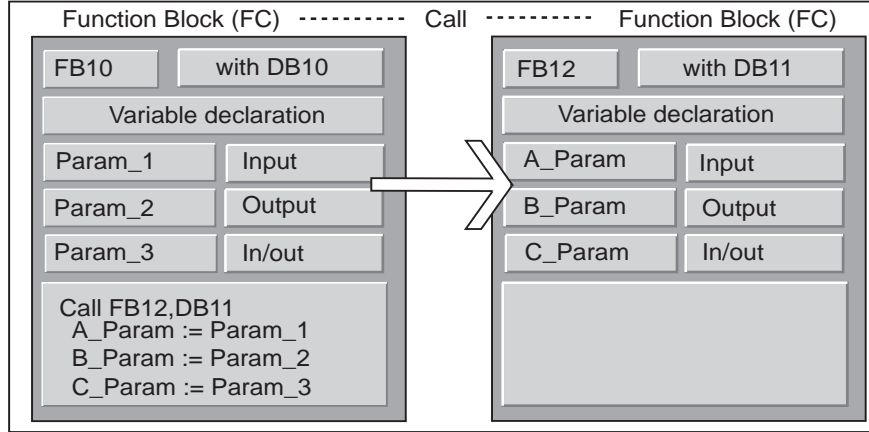 Function Block (FC) ---------- Call ---------- Function Block (FC)
FB10 with DB10
Variable declaration
Param_1 Input
Param_2 Output
Param_3 In/out
Call FB12,DB11
A_Param := Param_1
B_Param := Param_2
C_Param := Param_3
FB12 with DB11
Variable declaration
A_Param Input
B_Param Output
C_Param In/out